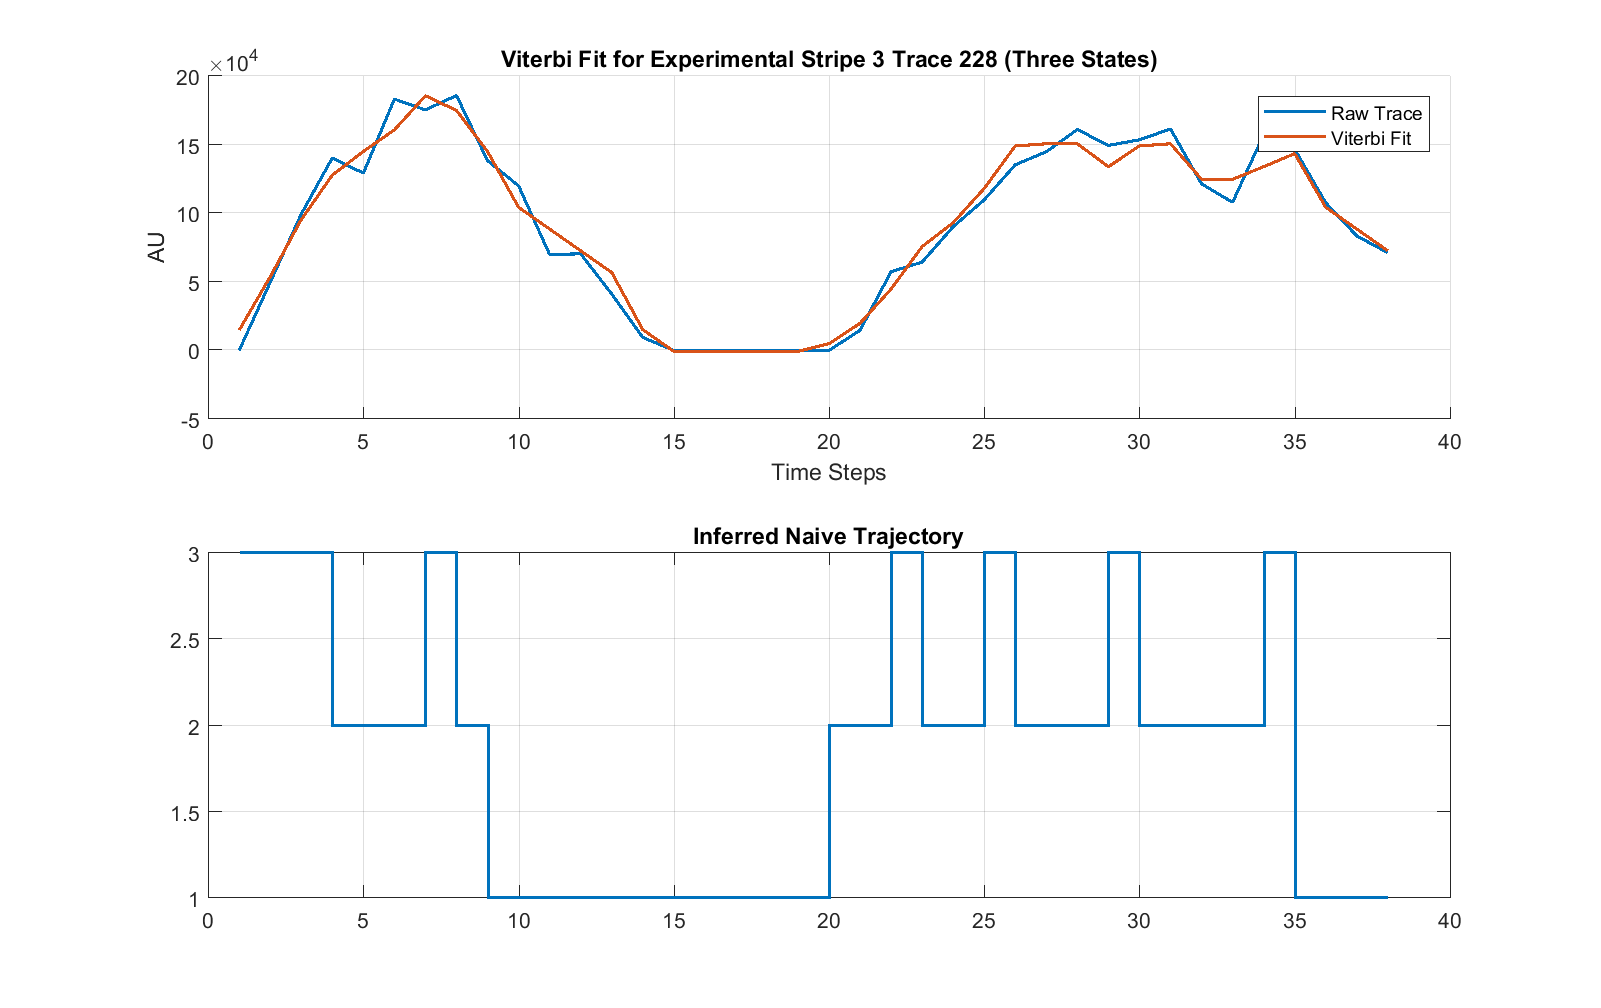 Viterbi Fit for Experimental Stripe 3 Trace 228 (Three States)
×10^4
20
15
10
5
0
-5
AU
Raw Trace
Viterbi Fit
0 5 10 15 20 25 30 35 40
Time Steps
Inferred Naive Trajectory
3
2.5
2
1.5
1
0 5 10 15 20 25 30 35 40